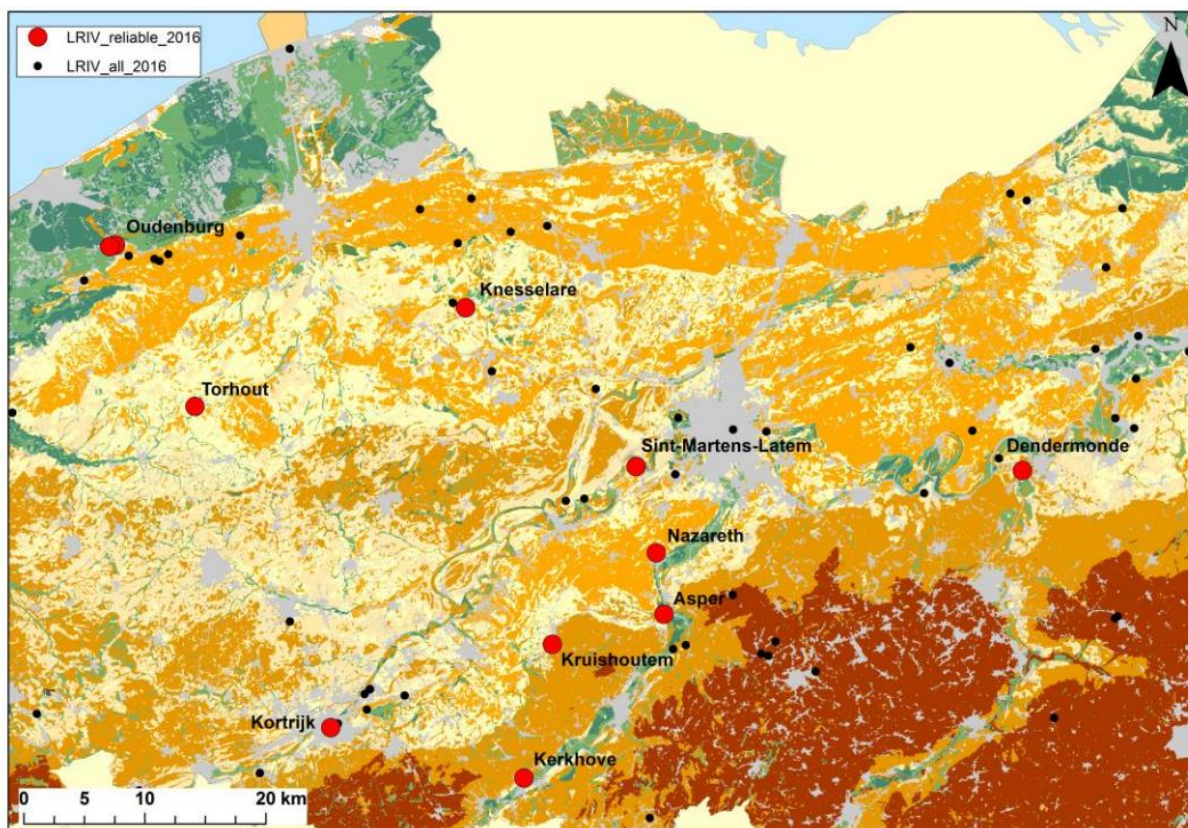 LRIV_reliable_2016
LRIV_all_2016
N
Oudenburg
Knesselare
Torhout
Sint-Martens-Latem
Dendermonde
Nazareth
Asper
Kruishoutem
Kortrijk
Kerkhove
0 5 10 20 km